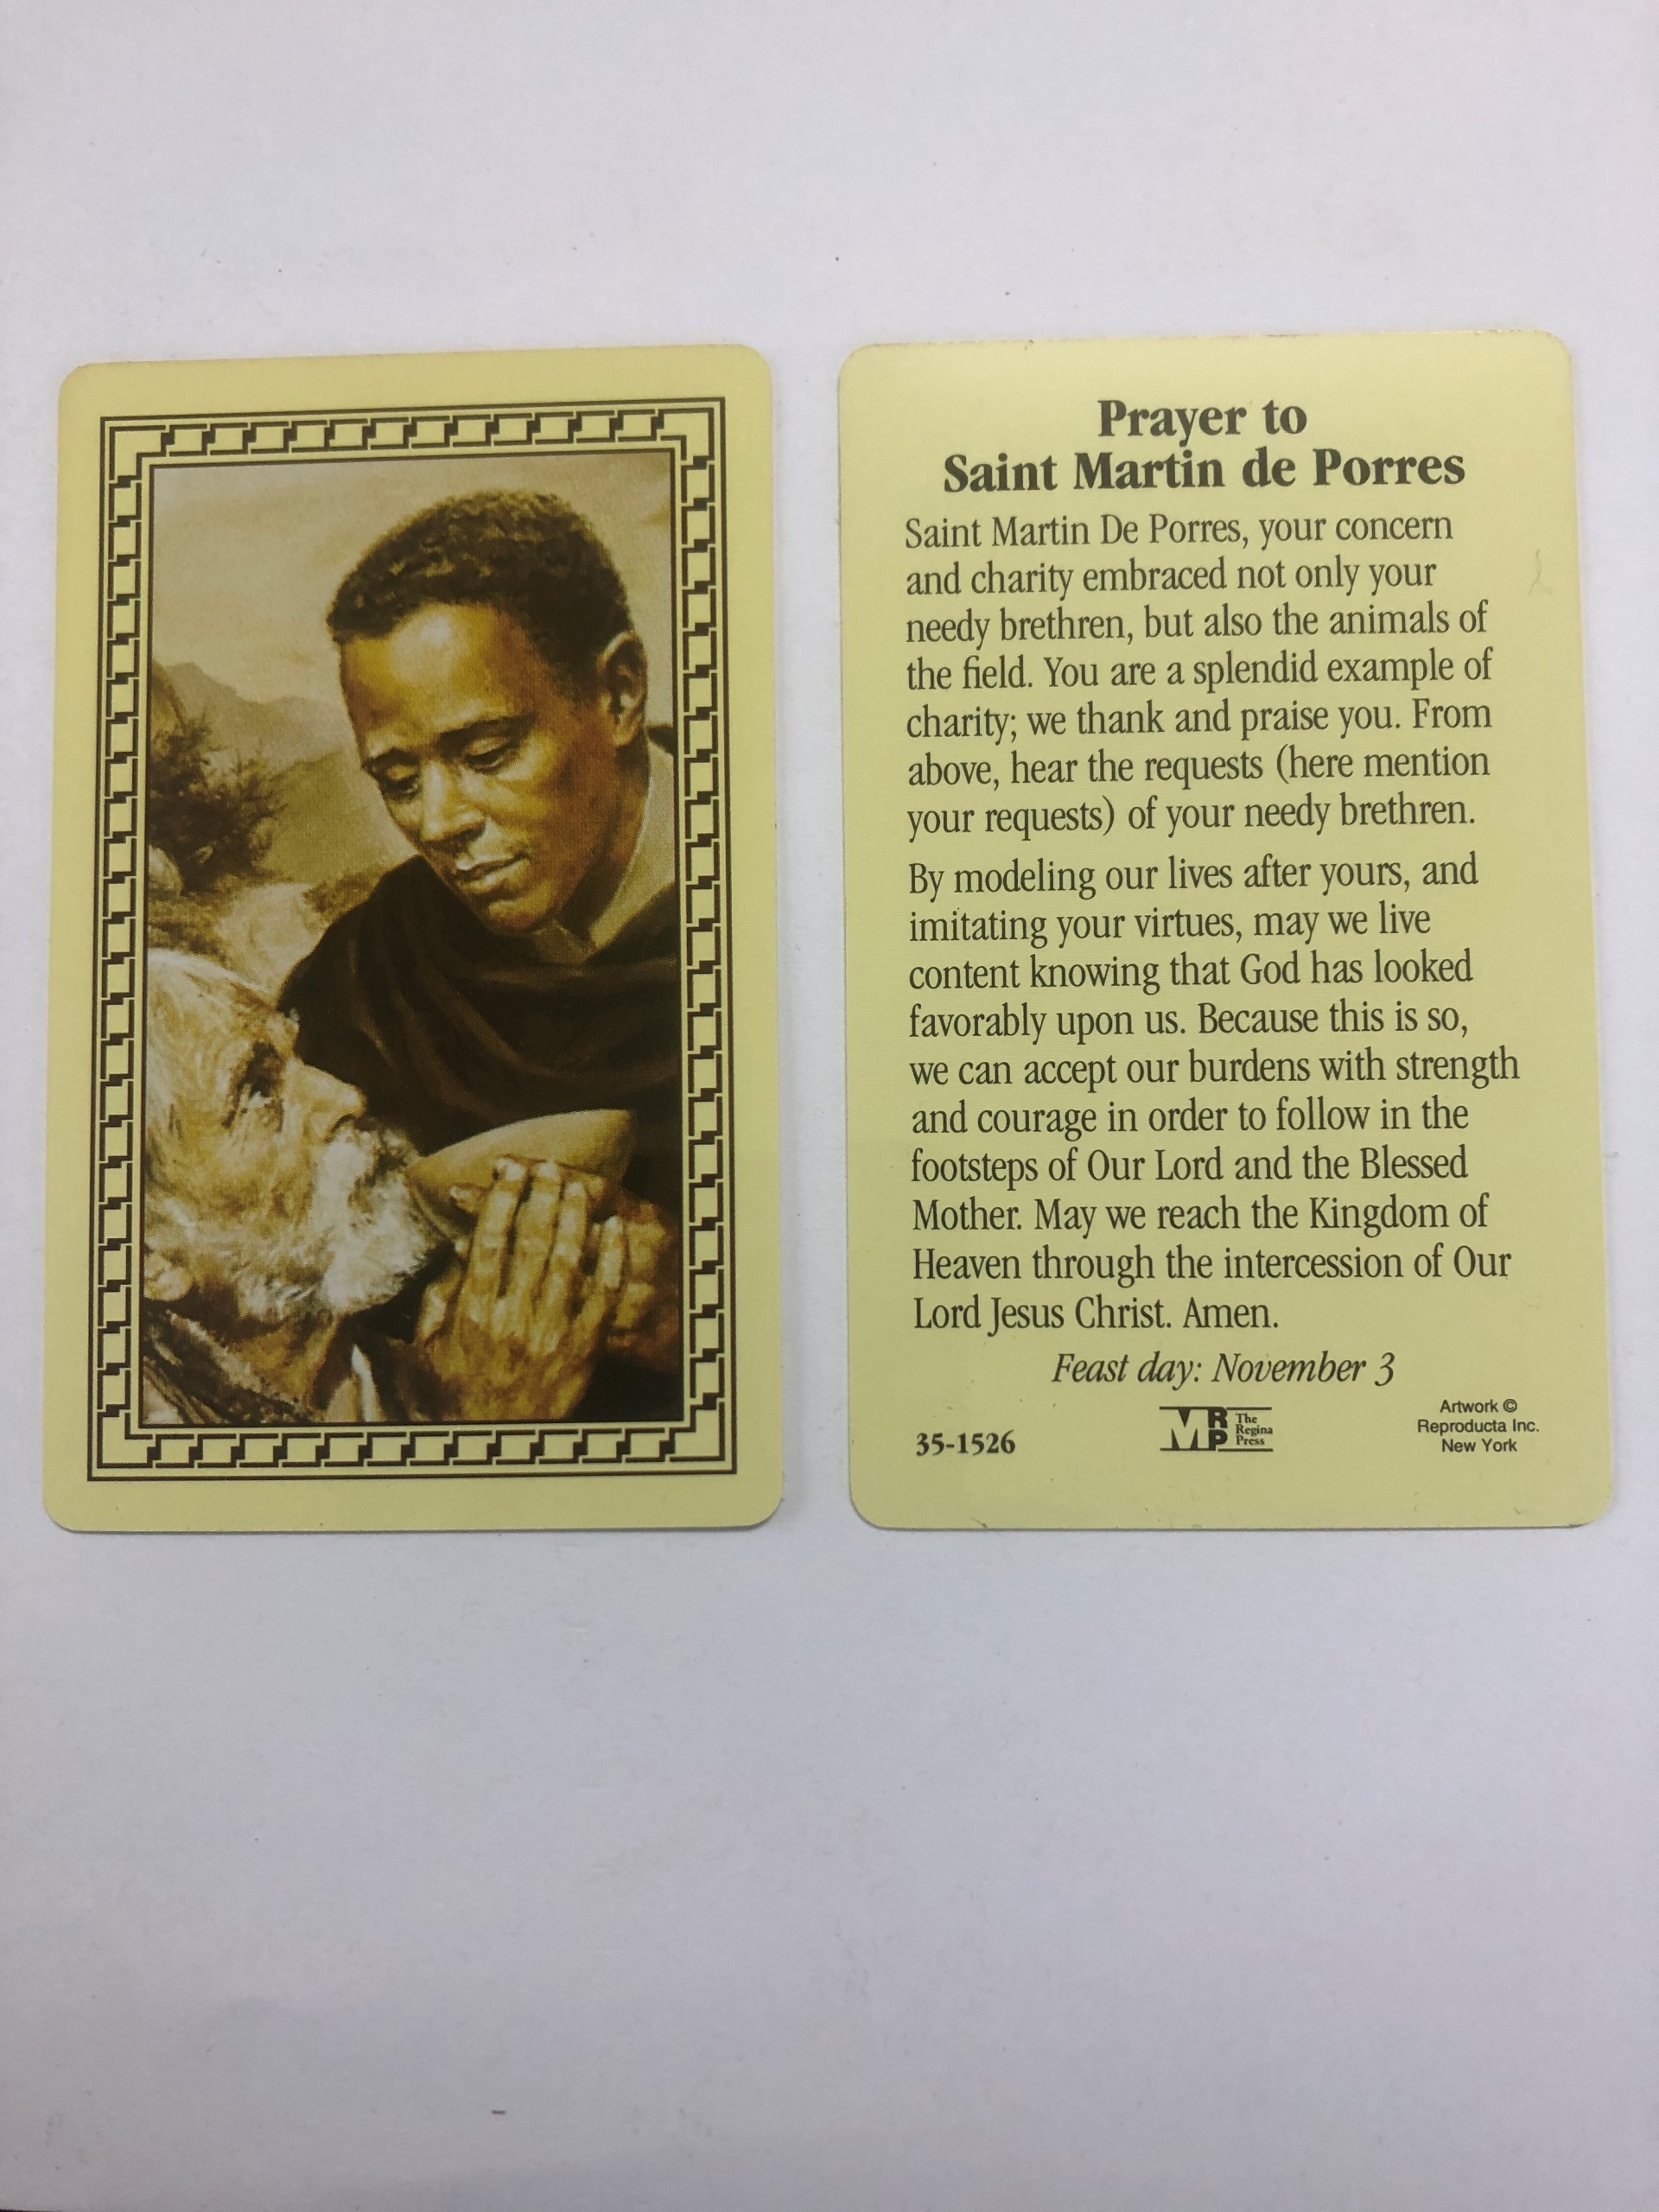 Prayer to
Saint Martin de Porres
Saint Martin De Porres, your concern
and charity embraced not only your
needy brethren, but also the animals of
the field. You are a splendid example of
charity; we thank and praise you. From
above, hear the requests (here mention
your requests) of your needy brethren.
By modeling our lives after yours, and
imitating your virtues, may we live
content knowing that God has looked
favorably upon us. Because this is so,
we can accept our burdens with strength
and courage in order to follow in the
footsteps of Our Lord and the Blessed
Mother. May we reach the Kingdom of
Heaven through the intercession of Our
Lord Jesus Christ. Amen.
Feast day: November 3
35-1526
MRP
The
Regina
Press
Artwork ©
Reproducta Inc.
New York